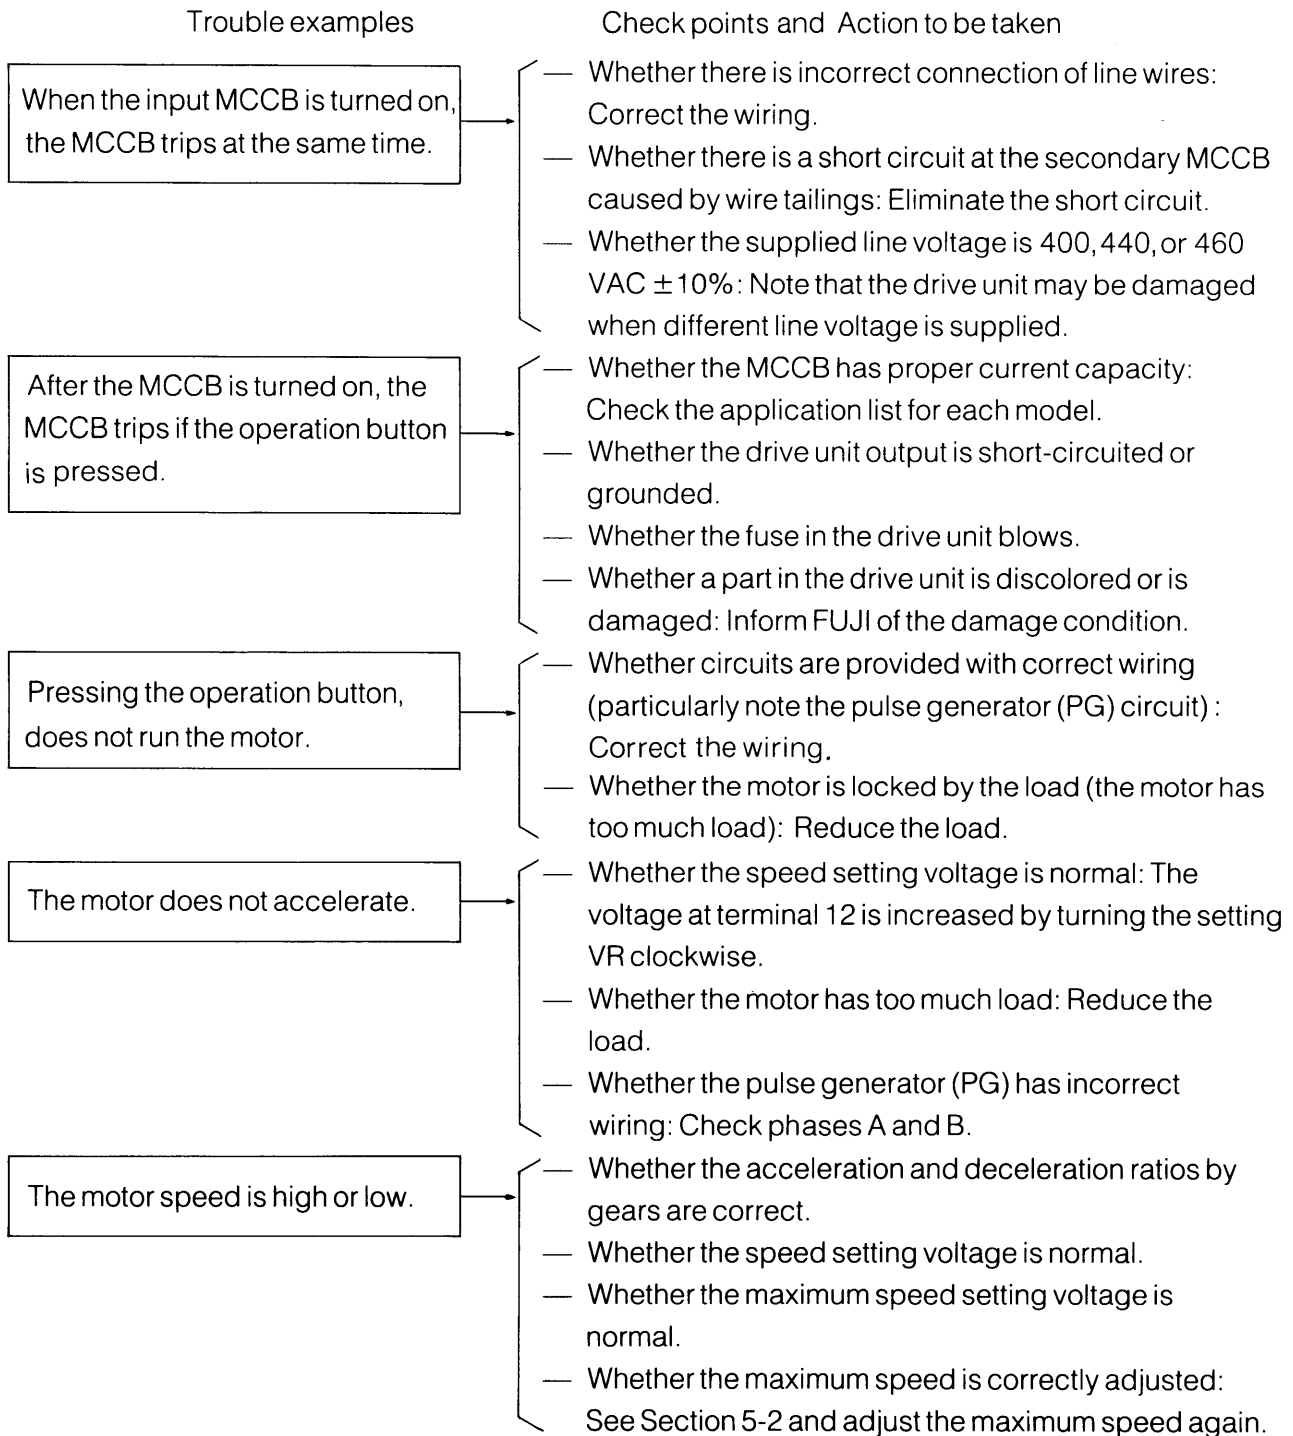 Trouble examples
Check points and Action to be taken
When the input MCCB is turned on,
the MCCB trips at the same time.
— Whether there is incorrect connection of line wires:
Correct the wiring.
— Whether there is a short circuit at the secondary MCCB
caused by wire tailings: Eliminate the short circuit.
— Whether the supplied line voltage is 400, 440, or 460
VAC ±10%: Note that the drive unit may be damaged
when different line voltage is supplied.
After the MCCB is turned on, the
MCCB trips if the operation button
is pressed.
— Whether the MCCB has proper current capacity:
Check the application list for each model.
— Whether the drive unit output is short-circuited or
grounded.
— Whether the fuse in the drive unit blows.
— Whether a part in the drive unit is discolored or is
damaged: Inform FUJI of the damage condition.
Pressing the operation button,
does not run the motor.
— Whether circuits are provided with correct wiring
(particularly note the pulse generator (PG) circuit) :
Correct the wiring.
— Whether the motor is locked by the load (the motor has
too much load): Reduce the load.
The motor does not accelerate.
— Whether the speed setting voltage is normal: The
voltage at terminal 12 is increased by turning the setting
VR clockwise.
— Whether the motor has too much load: Reduce the
load.
— Whether the pulse generator (PG) has incorrect
wiring: Check phases A and B.
The motor speed is high or low.
— Whether the acceleration and deceleration ratios by
gears are correct.
— Whether the speed setting voltage is normal.
— Whether the maximum speed setting voltage is
normal.
— Whether the maximum speed is correctly adjusted:
See Section 5-2 and adjust the maximum speed again.